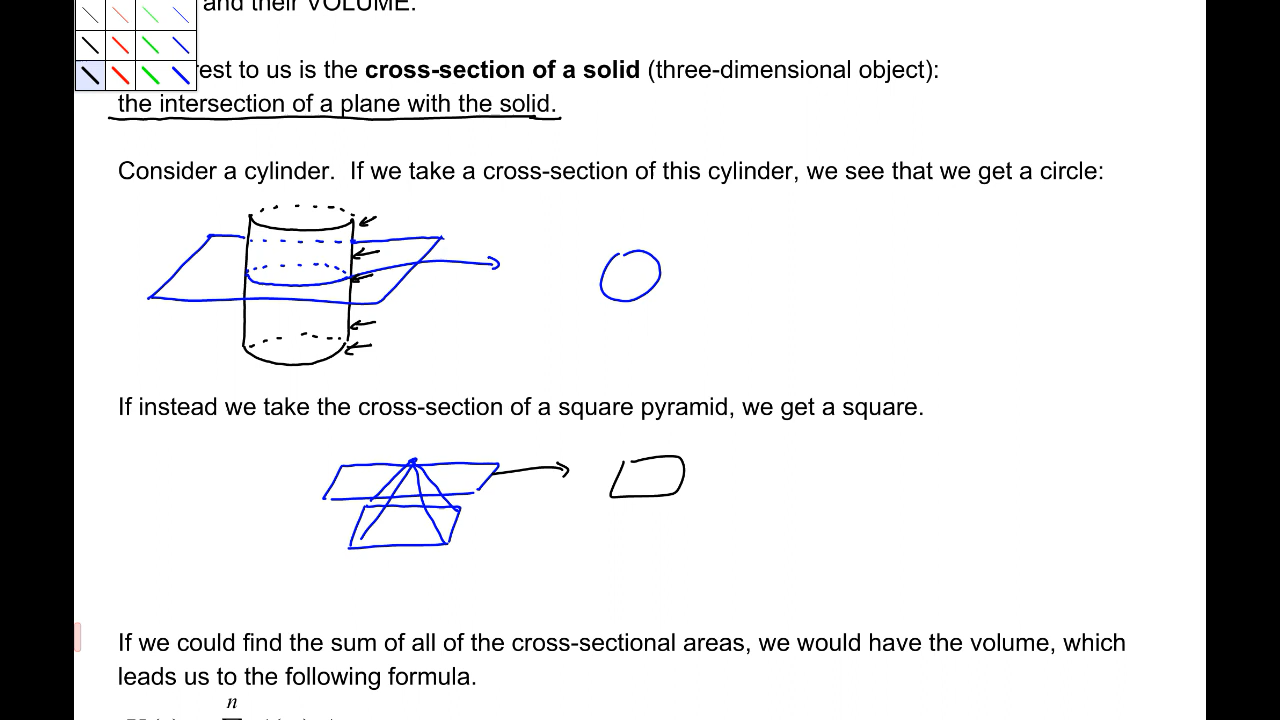 and their VOLUME.
rest to us is the cross-section of a solid (three-dimensional object):
the intersection of a plane with the solid.
Consider a cylinder. If we take a cross-section of this cylinder, we see that we get a circle:
If instead we take the cross-section of a square pyramid, we get a square.
If we could find the sum of all of the cross-sectional areas, we would have the volume, which
leads us to the following formula.
n